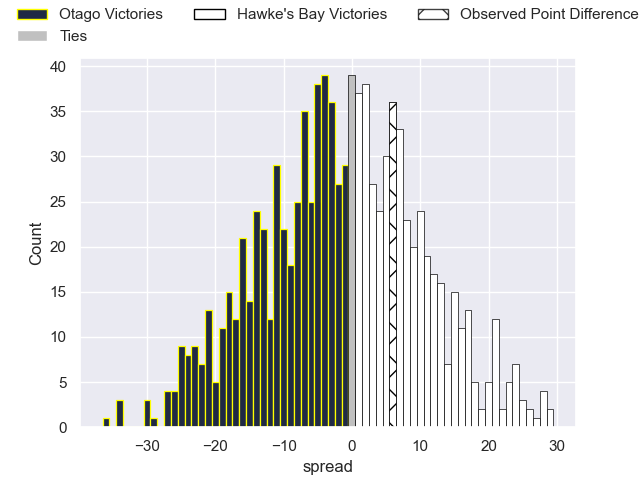 Otago Victories Hawke's Bay Victories Observed Point Difference
Ties
40
35
30
25
20
15
10
5
0
Count
−30 −20 −10 0 10 20 30
spread